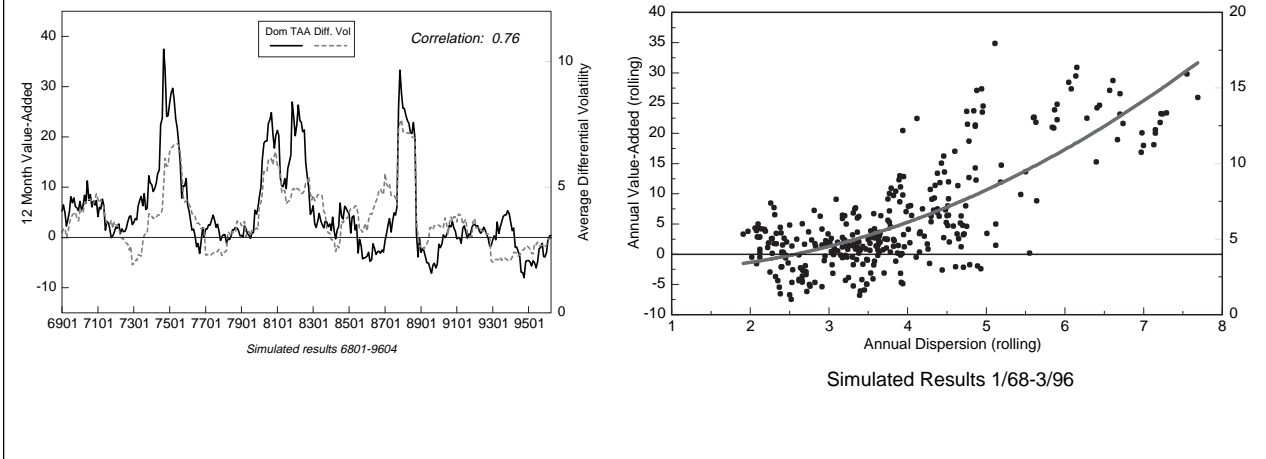 40
30
20
10
0
-10
12 Month Value-Added
Dom TAA Diff. Vol
Correlation: 0.76
10
5
0
Average Differential Volatility
6901 7101 7301 7501 7701 7901 8101 8301 8501 8701 8901 9101 9301 9501
Simulated results 6801-9604
40
35
30
25
20
15
10
5
0
-5
-10
Annual Value-Added (rolling)
20
15
10
5
0
1 2 3 4 5 6 7 8
Annual Dispersion (rolling)
Simulated Results 1/68-3/96